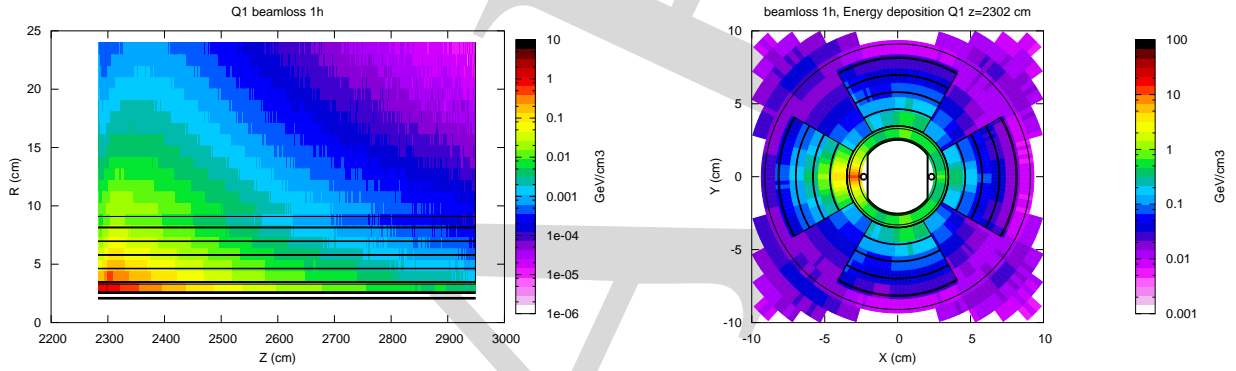 Q1 beamloss 1h
25
20
15
10
5
0
R (cm)
2200 2300 2400 2500 2600 2700 2800 2900 3000
Z (cm)
10
1
0.1
0.01
0.001
1e-04
1e-05
1e-06
GeV/cm3
beamloss 1h, Energy deposition Q1 z=2302 cm
10
5
0
-5
-10
Y (cm)
-10 -5 0 5 10
X (cm)
100
10
1
0.1
0.01
0.001
GeV/cm3